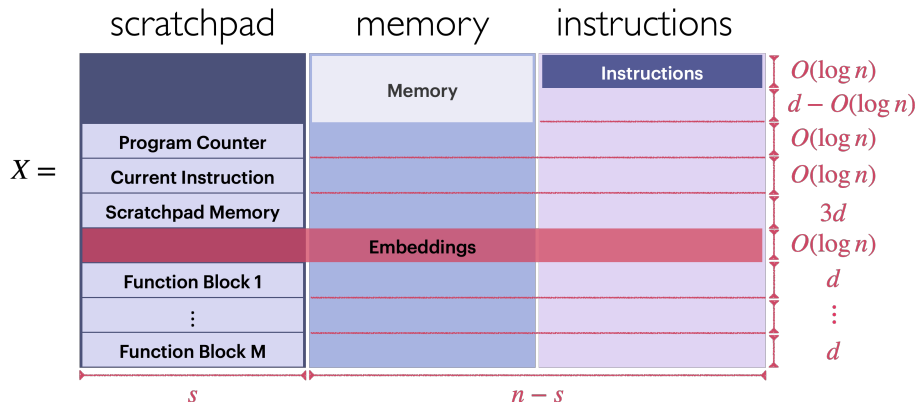 scratchpad memory instructions
Instructions O(log n)
Memory
d − O(log n)
Program Counter O(log n)
X = Current Instruction O(log n)
Scratchpad Memory 3d
Embeddings O(log n)
Function Block 1 d
⋮ ⋮
Function Block M d
s n − s